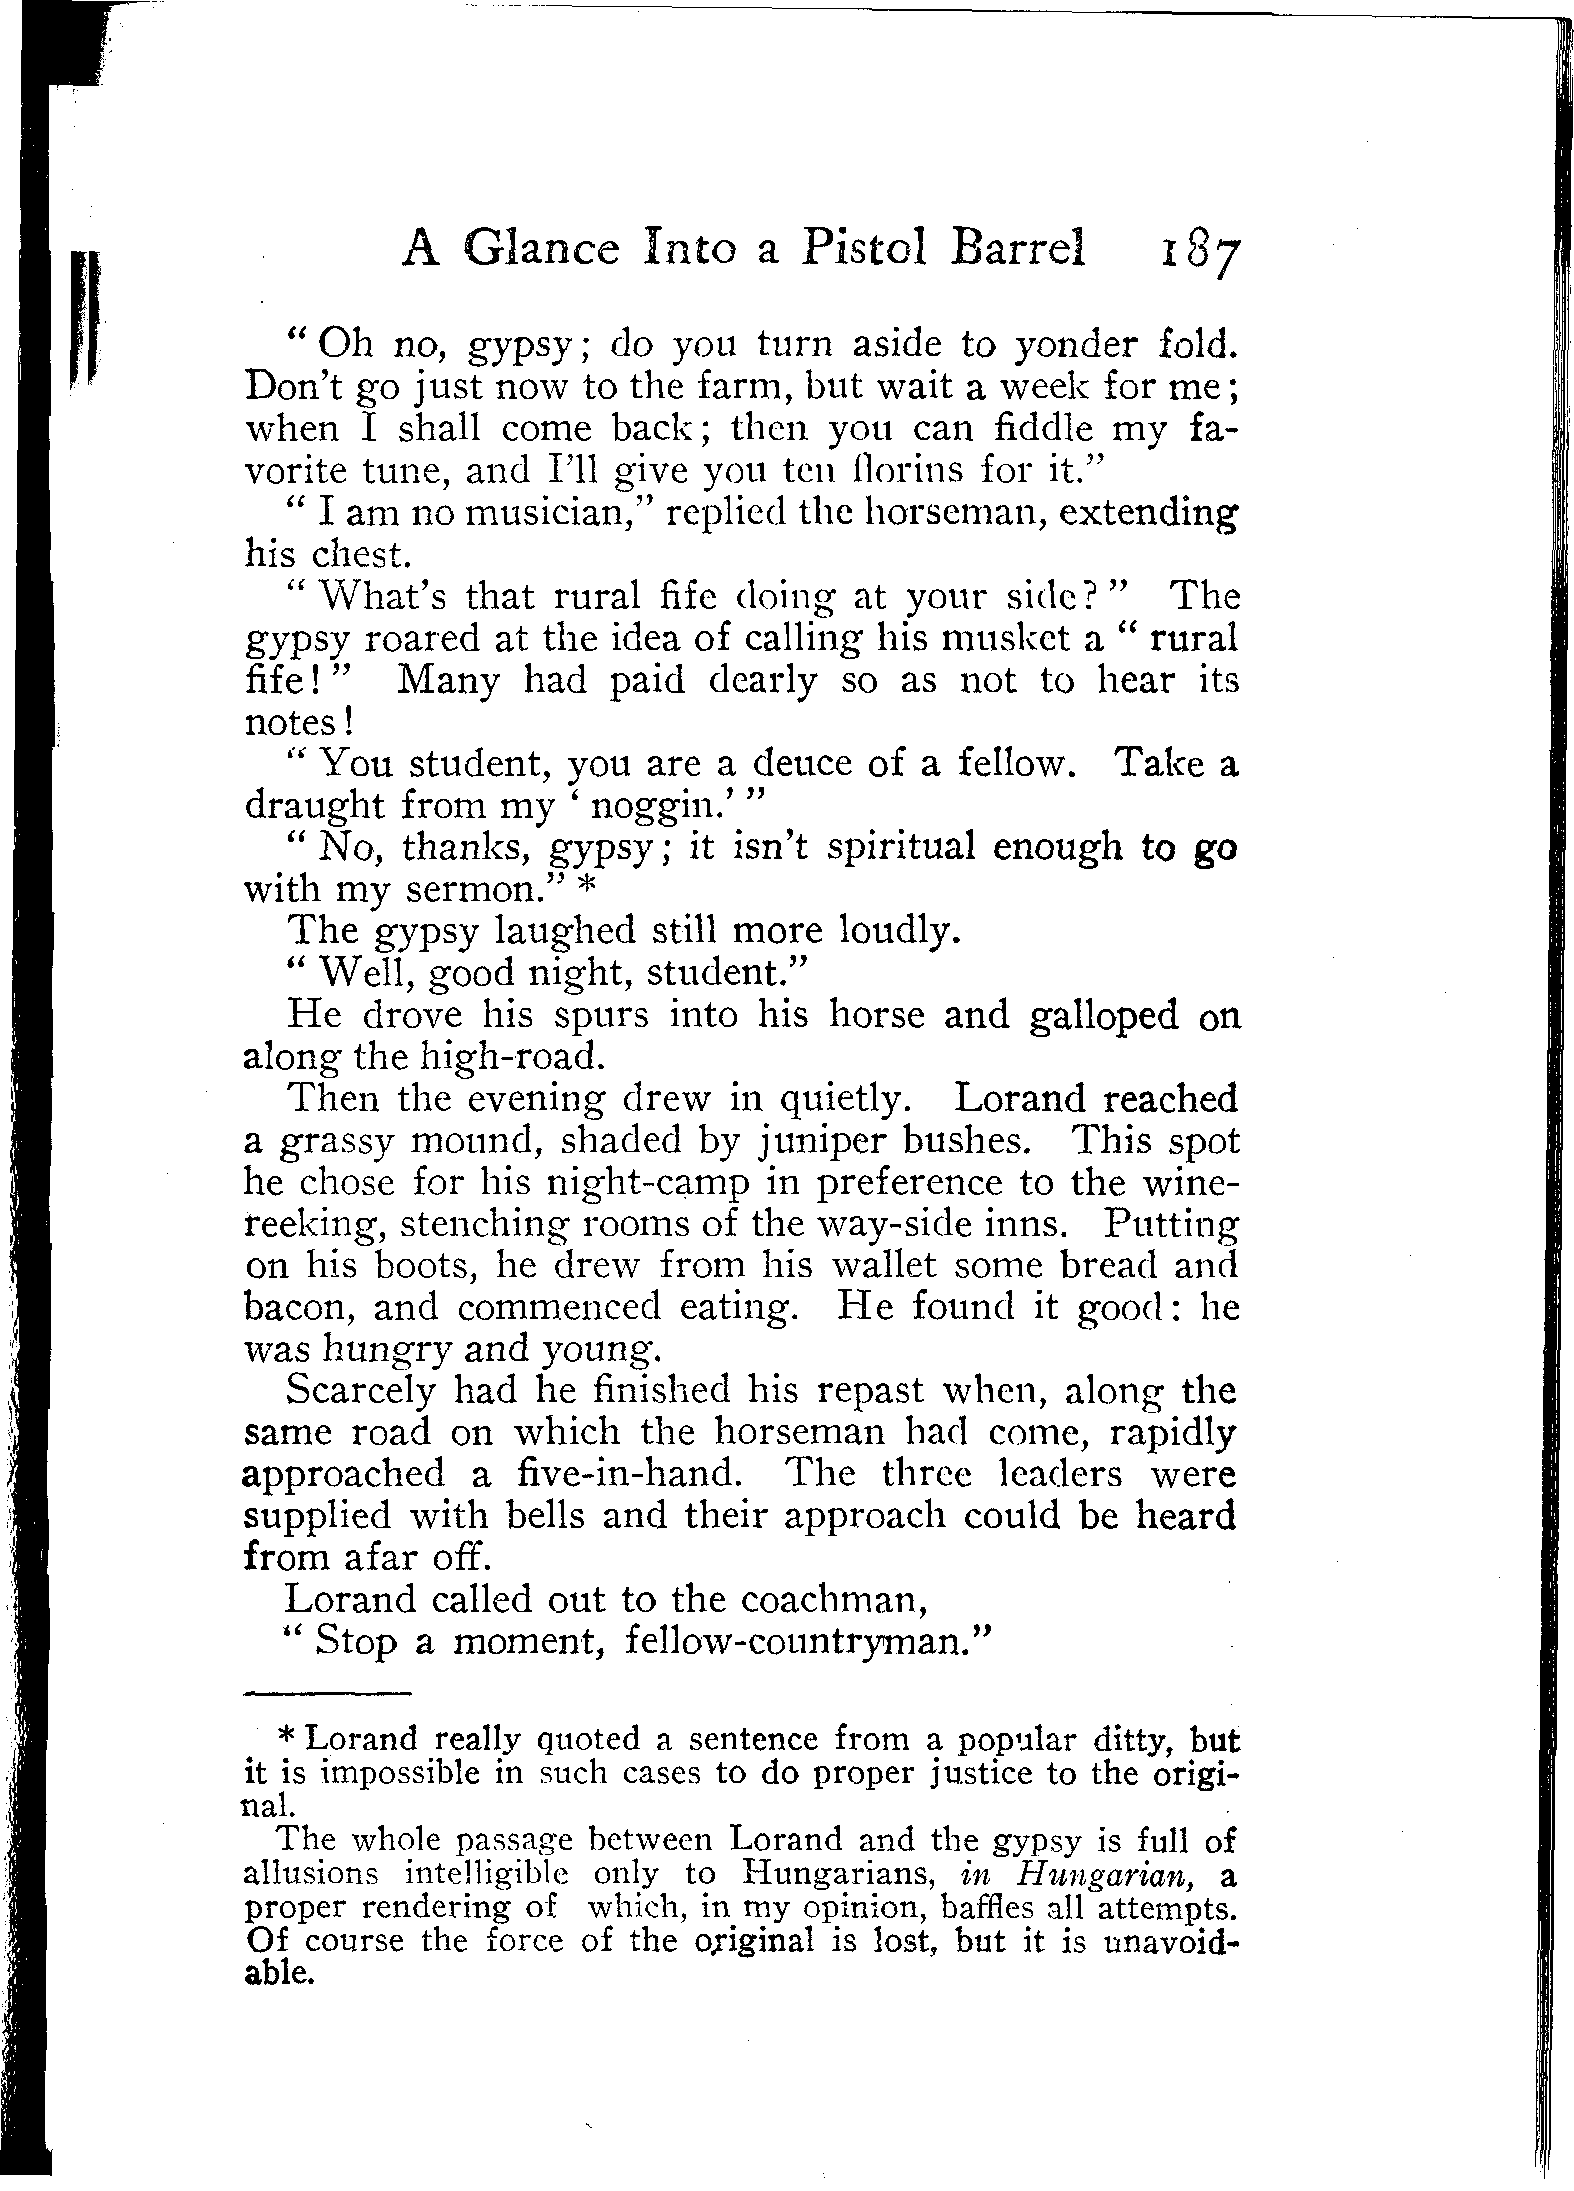 A Glance Into a Pistol Barrel 187
“Oh no, gypsy; do you turn aside to yonder fold.
Don't go just now to the farm, but wait a week for me;
when I shall come back; then you can fiddle my fa-
vorite tune, and I'll give you ten florins for it.”
“I am no musician,” replied the horseman, extending
his chest.
“What's that rural fife doing at your side?” The
gypsy roared at the idea of calling his musket a “rural
fife!” Many had paid dearly so as not to hear its
notes!
“You student, you are a deuce of a fellow. Take a
draught from my ‘noggin.’”
“No, thanks, gypsy; it isn't spiritual enough to go
with my sermon.”*
The gypsy laughed still more loudly.
“Well, good night, student.”
He drove his spurs into his horse and galloped on
along the high-road.
Then the evening drew in quietly. Lorand reached
a grassy mound, shaded by juniper bushes. This spot
he chose for his night-camp in preference to the wine-
reeking, stenching rooms of the way-side inns. Putting
on his boots, he drew from his wallet some bread and
bacon, and commenced eating. He found it good: he
was hungry and young.
Scarcely had he finished his repast when, along the
same road on which the horseman had come, rapidly
approached a five-in-hand. The three leaders were
supplied with bells and their approach could be heard
from afar off.
Lorand called out to the coachman,
“Stop a moment, fellow-countryman.”
* Lorand really quoted a sentence from a popular ditty, but
it is impossible in such cases to do proper justice to the origi-
nal.
The whole passage between Lorand and the gypsy is full of
allusions intelligible only to Hungarians, in Hungarian, a
proper rendering of which, in my opinion, baffles all attempts.
Of course the force of the original is lost, but it is unavoid-
able.